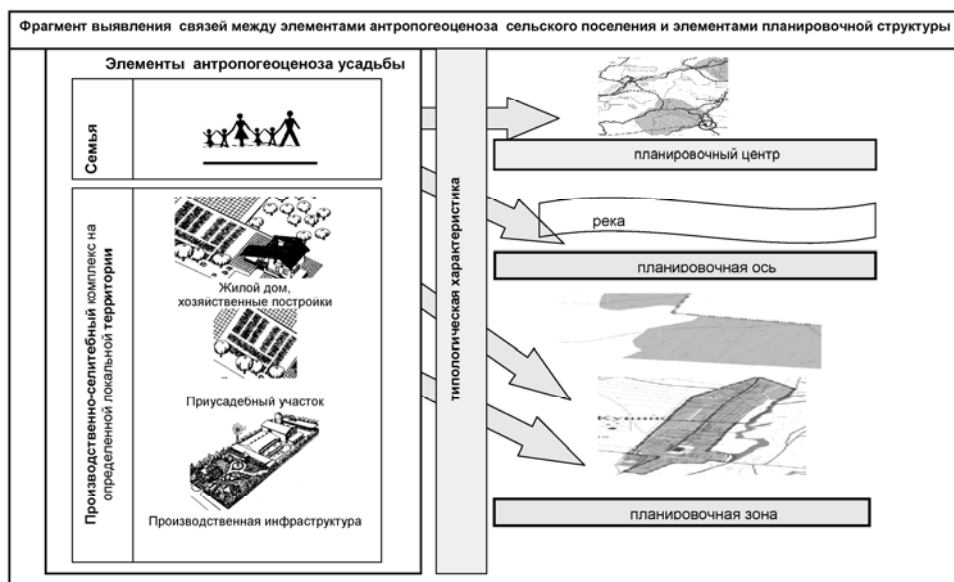 Фрагмент выявления связей между элементами антропогеоценоза сельского поселения и элементами планировочной структуры
Элементы антропогеоценоза усадьбы
Семья
Производственно-селитебный комплекс на
определенной локальной территории
Жилой дом,
хозяйственные постройки
Приусадебный участок
Производственная инфраструктура
типологическая характеристика
планировочный центр
река
планировочная ось
планировочная зона